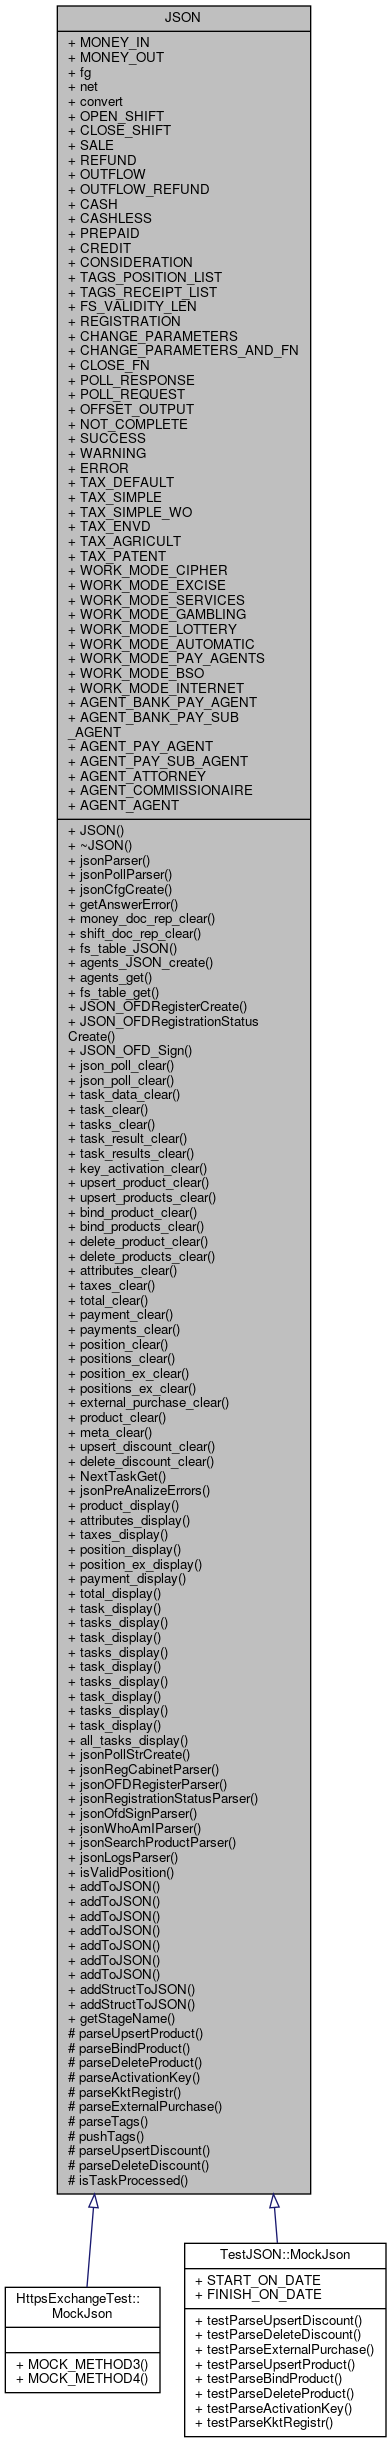 JSON
+ MONEY_IN
+ MONEY_OUT
+ fg
+ net
+ convert
+ OPEN_SHIFT
+ CLOSE_SHIFT
+ SALE
+ REFUND
+ OUTFLOW
+ OUTFLOW_REFUND
+ CASH
+ CASHLESS
+ PREPAID
+ CREDIT
+ CONSIDERATION
+ TAGS_POSITION_LIST
+ TAGS_RECEIPT_LIST
+ FS_VALIDITY_LEN
+ REGISTRATION
+ CHANGE_PARAMETERS
+ CHANGE_PARAMETERS_AND_FN
+ CLOSE_FN
+ POLL_RESPONSE
+ POLL_REQUEST
+ OFFSET_OUTPUT
+ NOT_COMPLETE
+ SUCCESS
+ WARNING
+ ERROR
+ TAX_DEFAULT
+ TAX_SIMPLE
+ TAX_SIMPLE_WO
+ TAX_ENVD
+ TAX_AGRICULT
+ TAX_PATENT
+ WORK_MODE_CIPHER
+ WORK_MODE_EXCISE
+ WORK_MODE_SERVICES
+ WORK_MODE_GAMBLING
+ WORK_MODE_LOTTERY
+ WORK_MODE_AUTOMATIC
+ WORK_MODE_PAY_AGENTS
+ WORK_MODE_BSO
+ WORK_MODE_INTERNET
+ AGENT_BANK_PAY_AGENT
+ AGENT_BANK_PAY_SUB
_AGENT
+ AGENT_PAY_AGENT
+ AGENT_PAY_SUB_AGENT
+ AGENT_ATTORNEY
+ AGENT_COMMISSIONAIRE
+ AGENT_AGENT
+ JSON()
+ ~JSON()
+ jsonParser()
+ jsonPollParser()
+ jsonCfgCreate()
+ getAnswerError()
+ money_doc_rep_clear()
+ shift_doc_rep_clear()
+ fs_table_JSON()
+ agents_JSON_create()
+ agents_get()
+ fs_table_get()
+ JSON_OFDRegisterCreate()
+ JSON_OFDRegistrationStatus
Create()
+ JSON_OFD_Sign()
+ json_poll_clear()
+ json_poll_clear()
+ task_data_clear()
+ task_clear()
+ tasks_clear()
+ task_result_clear()
+ task_results_clear()
+ key_activation_clear()
+ upsert_product_clear()
+ upsert_products_clear()
+ bind_product_clear()
+ bind_products_clear()
+ delete_product_clear()
+ delete_products_clear()
+ attributes_clear()
+ taxes_clear()
+ total_clear()
+ payment_clear()
+ payments_clear()
+ position_clear()
+ positions_clear()
+ position_ex_clear()
+ positions_ex_clear()
+ external_purchase_clear()
+ product_clear()
+ meta_clear()
+ upsert_discount_clear()
+ delete_discount_clear()
+ NextTaskGet()
+ jsonPreAnalizeErrors()
+ product_display()
+ attributes_display()
+ taxes_display()
+ position_display()
+ position_ex_display()
+ payment_display()
+ total_display()
+ task_display()
+ tasks_display()
+ task_display()
+ tasks_display()
+ task_display()
+ tasks_display()
+ task_display()
+ tasks_display()
+ task_display()
+ all_tasks_display()
+ jsonPollStrCreate()
+ jsonRegCabinetParser()
+ jsonOFDRegisterParser()
+ jsonRegistrationStatusParser()
+ jsonOfdSignParser()
+ jsonWhoAmIParser()
+ jsonSearchProductParser()
+ jsonLogsParser()
+ isValidPosition()
+ addToJSON()
+ addToJSON()
+ addToJSON()
+ addToJSON()
+ addToJSON()
+ addToJSON()
+ addToJSON()
+ addStructToJSON()
+ addStructToJSON()
+ getStageName()
# parseUpsertProduct()
# parseBindProduct()
# parseDeleteProduct()
# parseActivationKey()
# parseKktRegistr()
# parseExternalPurchase()
# parseTags()
# pushTags()
# parseUpsertDiscount()
# parseDeleteDiscount()
# isTaskProcessed()
HttpsExchangeTest::
MockJson
+ MOCK_METHOD3()
+ MOCK_METHOD4()
TestJSON::MockJson
+ START_ON_DATE
+ FINISH_ON_DATE
+ testParseUpsertDiscount()
+ testParseDeleteDiscount()
+ testParseExternalPurchase()
+ testParseUpsertProduct()
+ testParseBindProduct()
+ testParseDeleteProduct()
+ testParseActivationKey()
+ testParseKktRegistr()